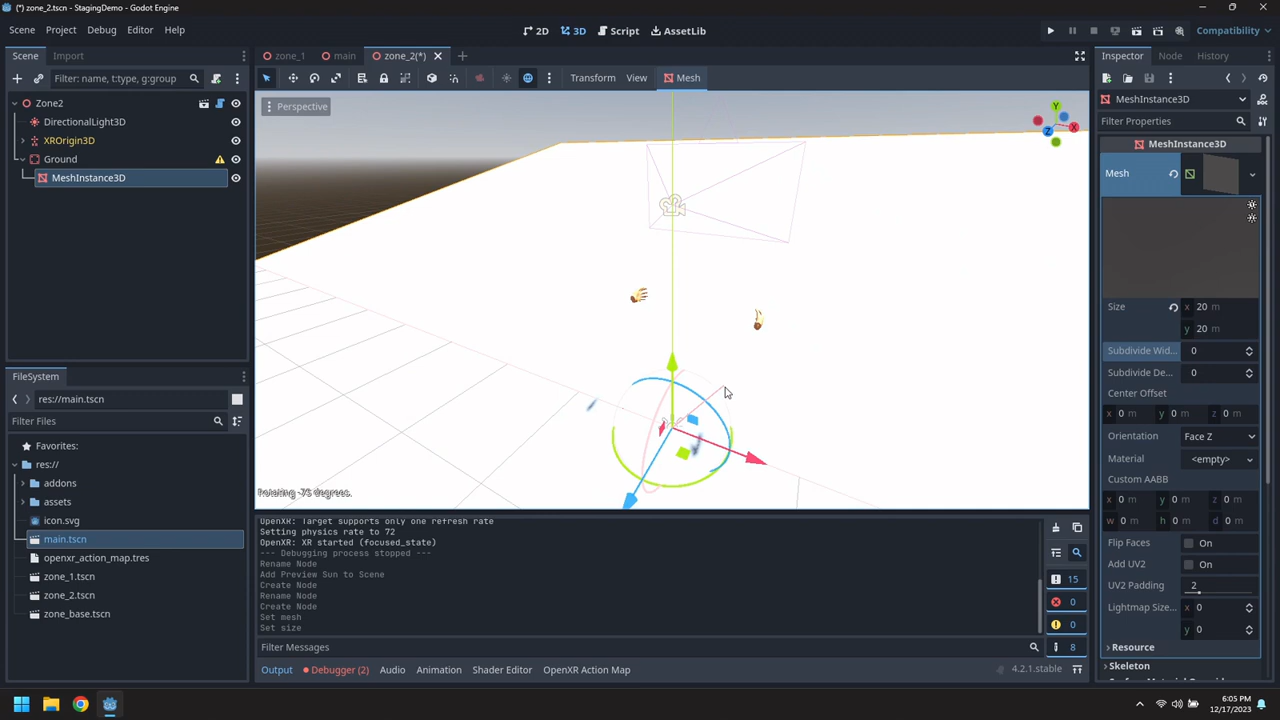 (*) zone_2.tscn - StagingDemo - Godot Engine
Scene Project Debug Editor Help
2D 3D Script AssetLib
Compatibility
Scene Import
zone_1 main zone_2(*)
Inspector Node History
Filter: name, t:type, g:group
Transform View Mesh
Zone2
DirectionalLight3D
XROrigin3D
Ground
MeshInstance3D
Perspective
Y
Z
X
Rotating -75 degrees.
MeshInstance3D
Filter Properties
MeshInstance3D
Mesh
Size x 20 m
y 20 m
Subdivide Wid... 0
Subdivide De... 0
Center Offset
x 0 m y 0 m z 0 m
Orientation Face Z
Material <empty>
Custom AABB
x 0 m y 0 m z 0 m
w 0 m h 0 m d 0 m
Flip Faces On
Add UV2 On
UV2 Padding 2
Lightmap Size... x 0
y 0
Resource
Skeleton
FileSystem
res://main.tscn
Filter Files
Favorites:
res://
addons
assets
icon.svg
main.tscn
openxr_action_map.tres
zone_1.tscn
zone_2.tscn
zone_base.tscn
OpenXR: Target supports only one refresh rate
Setting physics rate to 72
OpenXR: XR started (focused_state)
--- Debugging process stopped ---
Rename Node
Add Preview Sun to Scene
Create Node
Rename Node
Create Node
Set mesh
Set size
15
0
0
8
Filter Messages
Output Debugger (2) Audio Animation Shader Editor OpenXR Action Map
4.2.1.stable
6:05 PM
12/17/2023